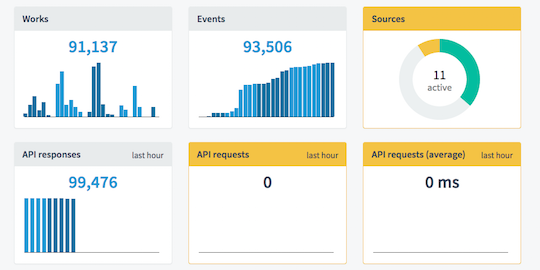 Works
91,137
Events
93,506
Sources
11
active
API responses last hour
99,476
API requests last hour
0
API requests (average) last hour
0 ms